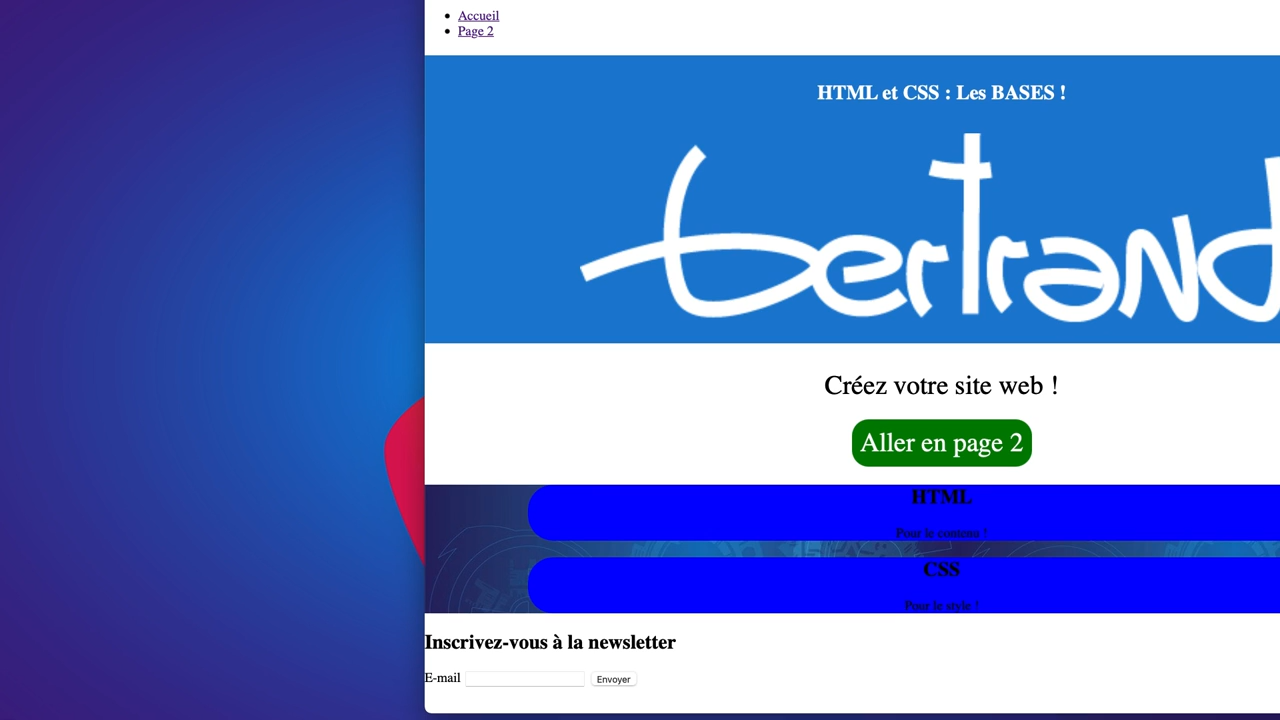 Accueil
Page 2
HTML et CSS : Les BASES !
bertrand
Créez votre site web !
Aller en page 2
HTML
Pour le contenu !
CSS
Pour le style !
Inscrivez-vous à la newsletter
E-mail Envoyer